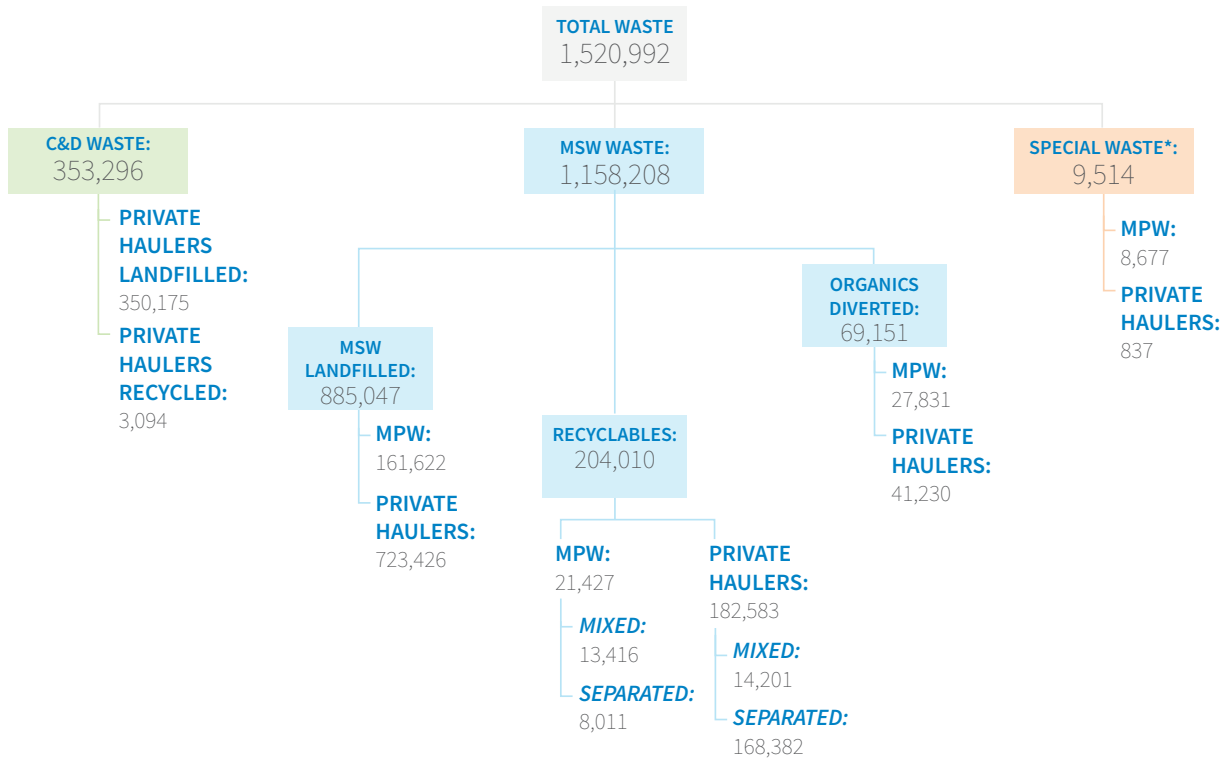 TOTAL WASTE
1,520,992
C&D WASTE:
353,296
PRIVATE
HAULERS
LANDFILLED:
350,175
PRIVATE
HAULERS
RECYCLED:
3,094
MSW WASTE:
1,158,208
MSW
LANDFILLED:
885,047
MPW:
161,622
PRIVATE
HAULERS:
723,426
RECYCLABLES:
204,010
MPW:
21,427
MIXED:
13,416
SEPARATED:
8,011
PRIVATE
HAULERS:
182,583
MIXED:
14,201
SEPARATED:
168,382
ORGANICS
DIVERTED:
69,151
MPW:
27,831
PRIVATE
HAULERS:
41,230
SPECIAL WASTE*:
9,514
MPW:
8,677
PRIVATE
HAULERS:
837